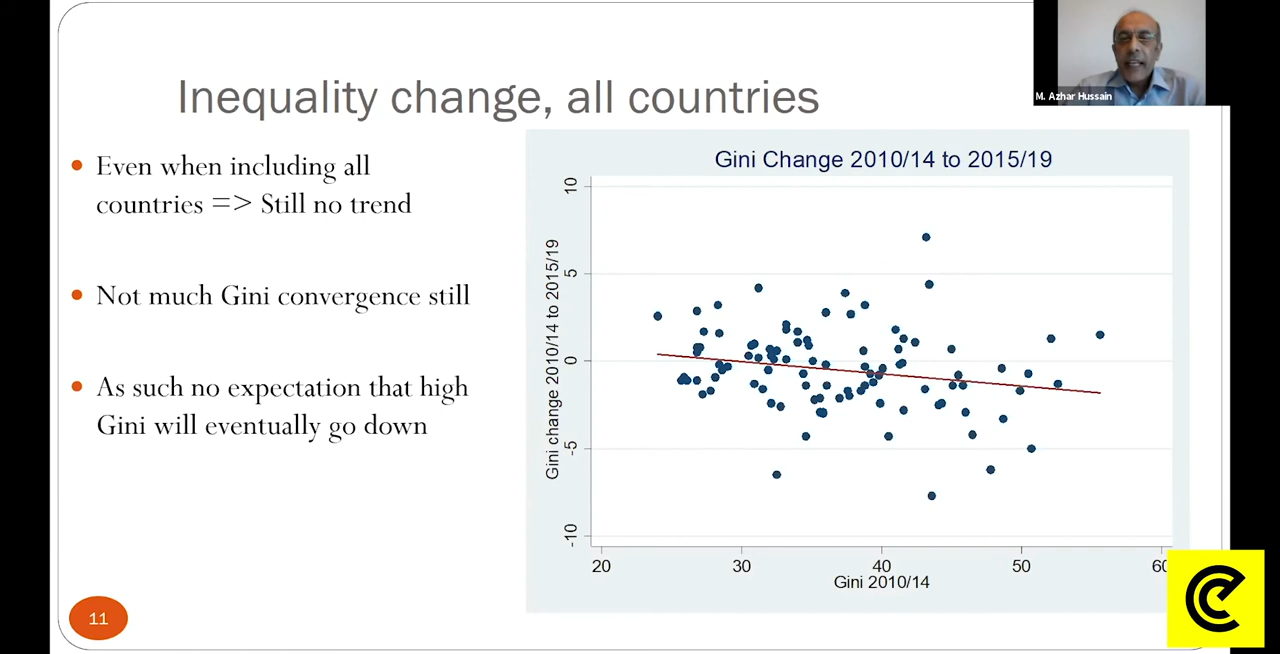 M. Azhar Hussain
Inequality change, all countries
Even when including all
countries => Still no trend
Not much Gini convergence still
As such no expectation that high
Gini will eventually go down
11
Gini Change 2010/14 to 2015/19
Gini change 2010/14 to 2015/19
10
5
0
-5
-10
20 30 40 50 60
Gini 2010/14